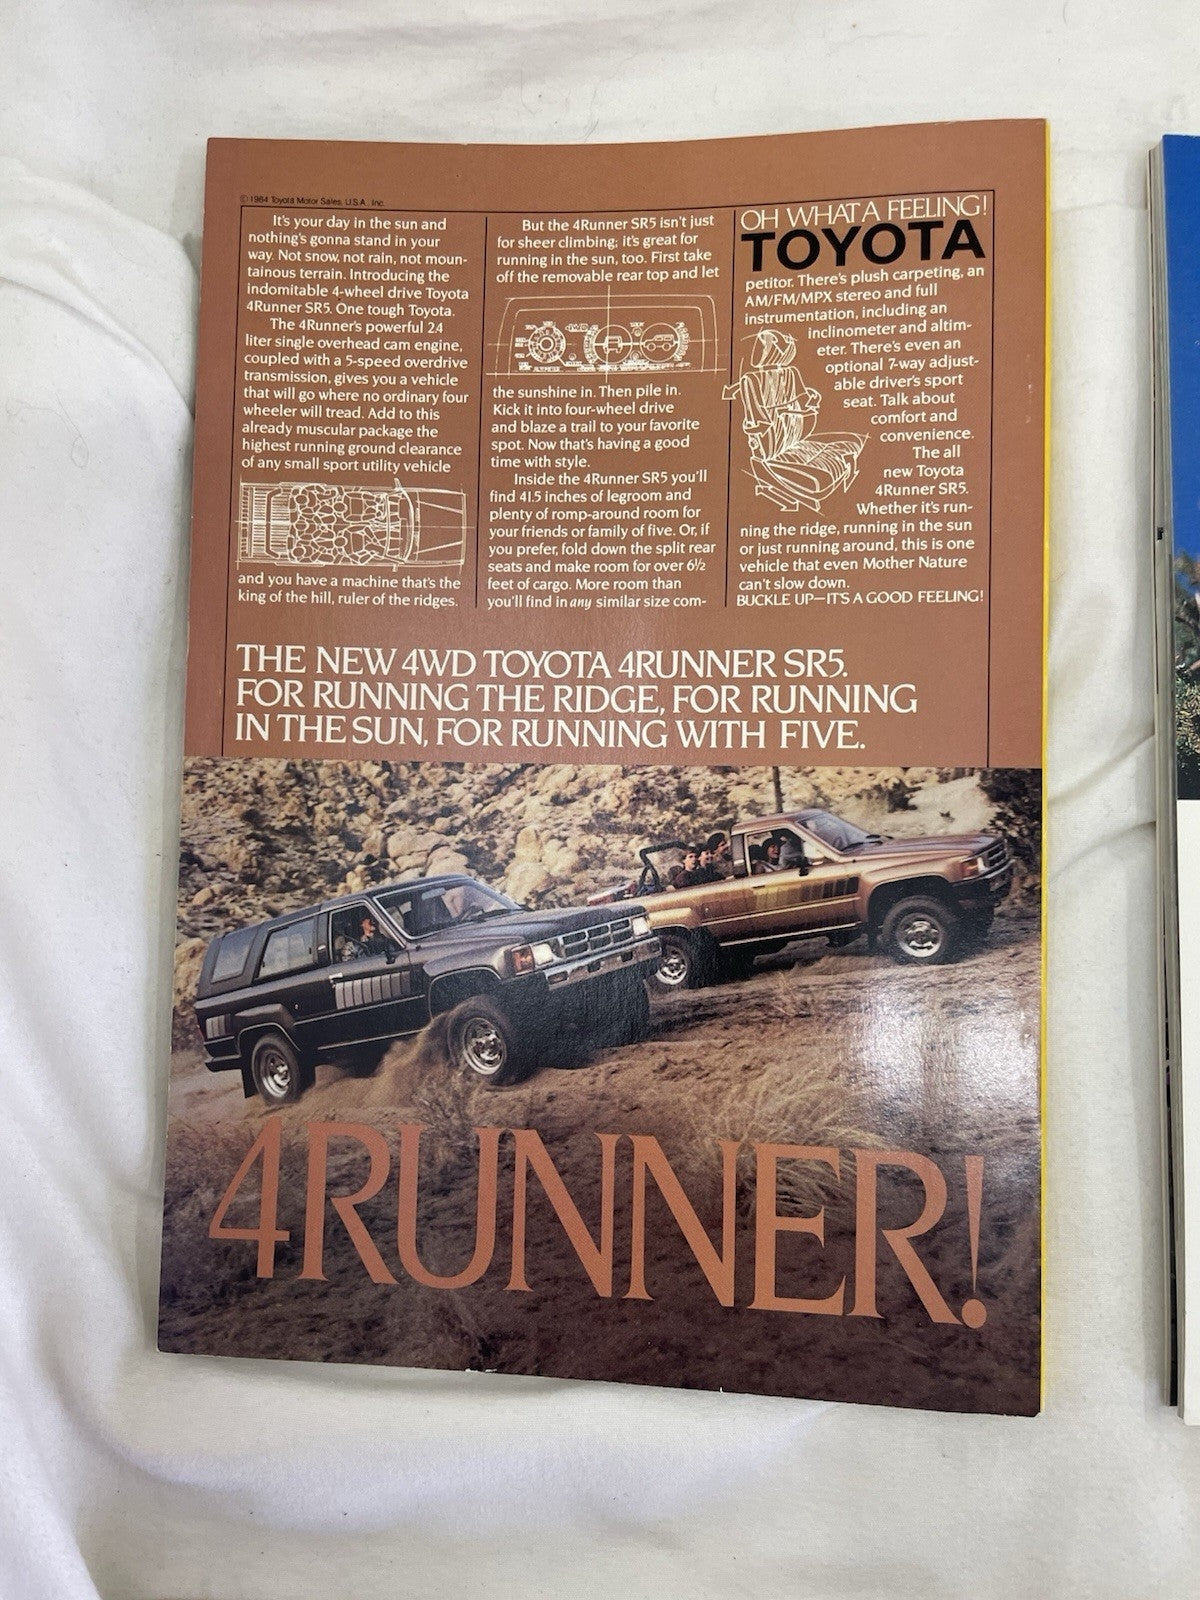 © 1984 Toyota Motor Sales, U.S.A., Inc.
It's your day in the sun and
nothing's gonna stand in your
way. Not snow, not rain, not moun-
tainous terrain. Introducing the
indomitable 4-wheel drive Toyota
4Runner SR5. One tough Toyota.
The 4Runner's powerful 2.4
liter single overhead cam engine,
coupled with a 5-speed overdrive
transmission, gives you a vehicle
that will go where no ordinary four
wheeler will tread. Add to this
already muscular package the
highest running ground clearance
of any small sport utility vehicle
and you have a machine that's the
king of the hill, ruler of the ridges.
But the 4Runner SR5 isn't just
for sheer climbing; it's great for
running in the sun, too. First take
off the removable rear top and let
ALTIMETER
the sunshine in. Then pile in.
Kick it into four-wheel drive
and blaze a trail to your favorite
spot. Now that's having a good
time with style.
Inside the 4Runner SR5 you'll
find 41.5 inches of legroom and
plenty of romp-around room for
your friends or family of five. Or, if
you prefer, fold down the split rear
seats and make room for over 6½
feet of cargo. More room than
you'll find in any similar size com-
OH WHAT A FEELING!
TOYOTA
petitor. There's plush carpeting, an
AM/FM/MPX stereo and full
instrumentation, including an
inclinometer and altim-
eter. There's even an
optional 7-way adjust-
able driver's sport
seat. Talk about
comfort and
convenience.
The all
new Toyota
4Runner SR5.
Whether it's run-
ning the ridge, running in the sun
or just running around, this is one
vehicle that even Mother Nature
can't slow down.
BUCKLE UP—IT'S A GOOD FEELING!
THE NEW 4WD TOYOTA 4RUNNER SR5.
FOR RUNNING THE RIDGE, FOR RUNNING
IN THE SUN, FOR RUNNING WITH FIVE.
4RUNNER!